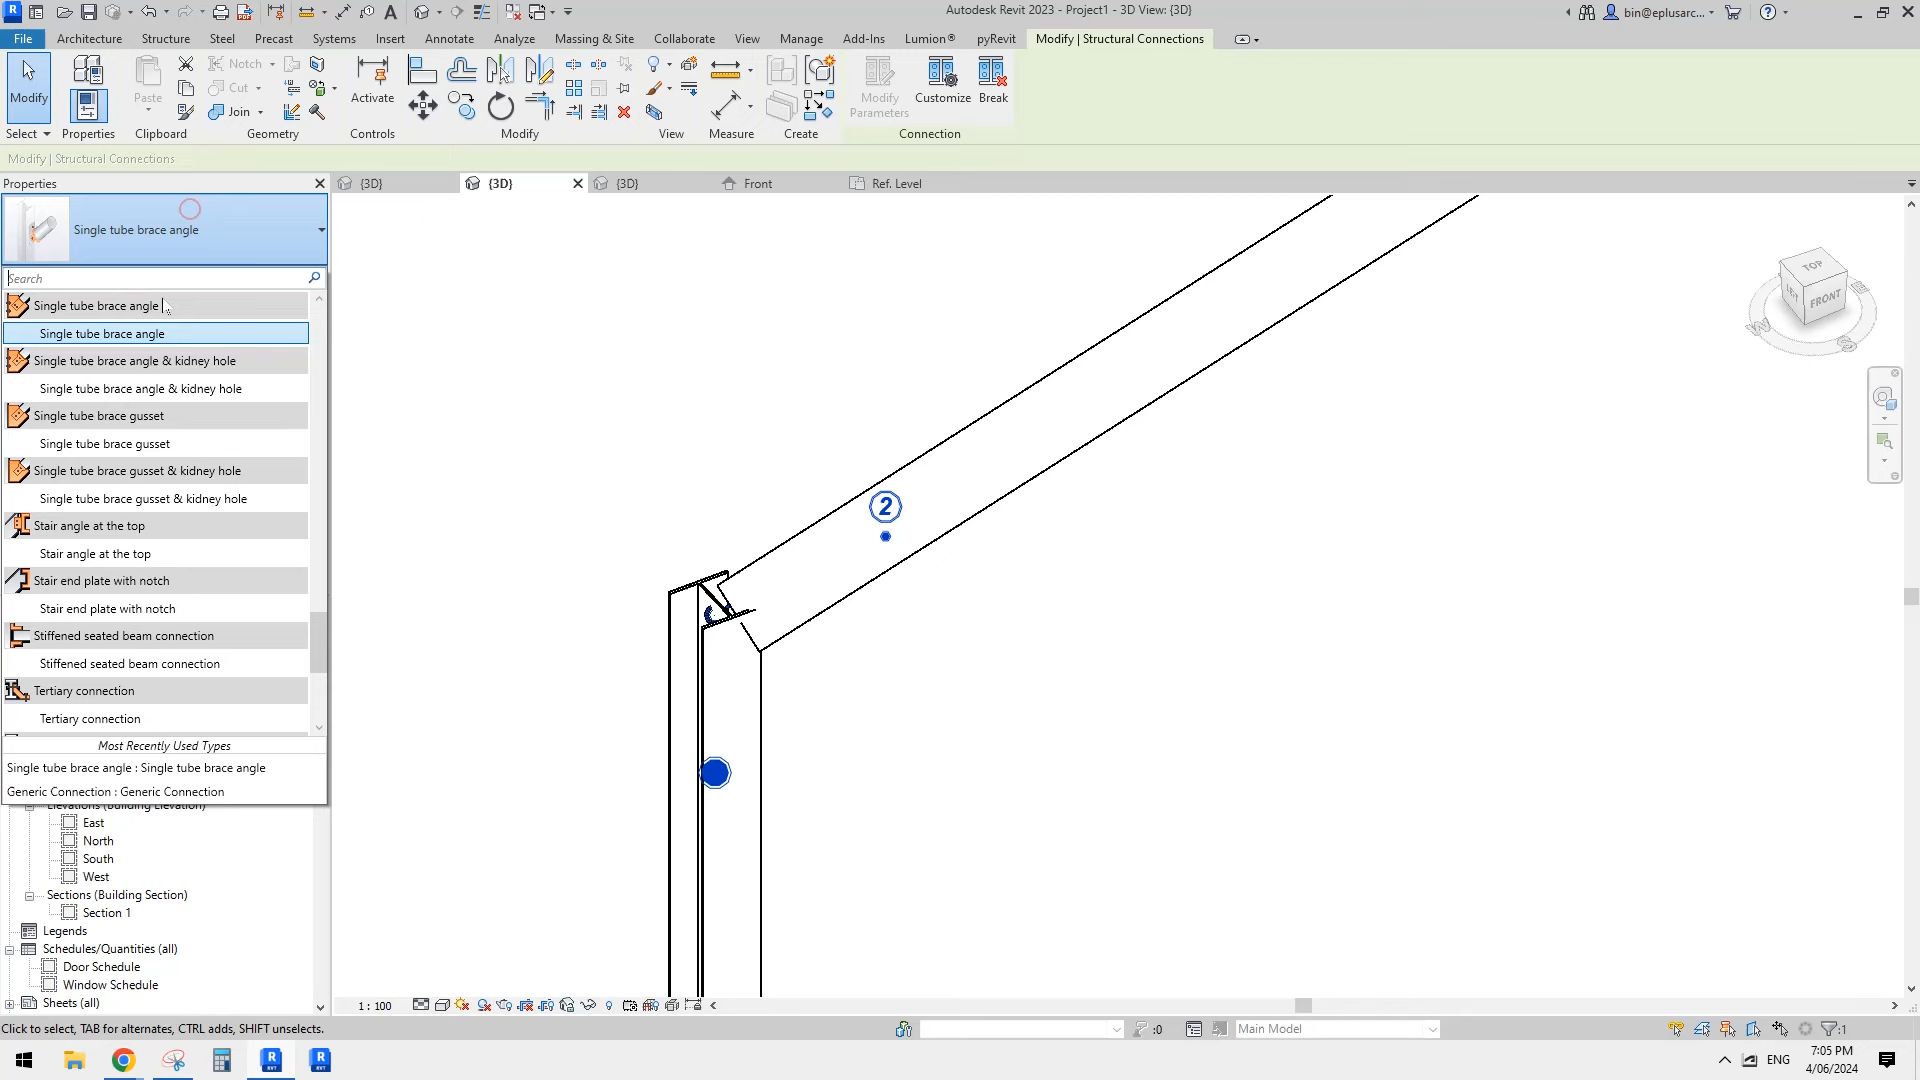 Autodesk Revit 2023 - Project1 - 3D View: {3D}
bin@eplusarc...
File Architecture Structure Steel Precast Systems Insert Annotate Analyze Massing & Site Collaborate View Manage Add-Ins Lumion® pyRevit Modify | Structural Connections
Modify
Paste
Notch
Cut
Join
Activate
Modify Parameters
Customize
Break
Select Properties Clipboard Geometry Controls Modify View Measure Create Connection
Modify | Structural Connections
Properties
{3D} {3D} {3D} Front Ref. Level
Single tube brace angle
Search
Single tube brace angle
Single tube brace angle
Single tube brace angle & kidney hole
Single tube brace angle & kidney hole
Single tube brace gusset
Single tube brace gusset
Single tube brace gusset & kidney hole
Single tube brace gusset & kidney hole
Stair angle at the top
Stair angle at the top
Stair end plate with notch
Stair end plate with notch
Stiffened seated beam connection
Stiffened seated beam connection
Tertiary connection
Tertiary connection
Most Recently Used Types
Single tube brace angle : Single tube brace angle
Generic Connection : Generic Connection
Elevations (Building Elevation)
East
North
South
West
Sections (Building Section)
Section 1
Legends
Schedules/Quantities (all)
Door Schedule
Window Schedule
Sheets (all)
2
TOP
LEFT
FRONT
W
S
E
1 : 100
Click to select, TAB for alternates, CTRL adds, SHIFT unselects.
:0
Main Model
:1
ENG
7:05 PM
4/06/2024